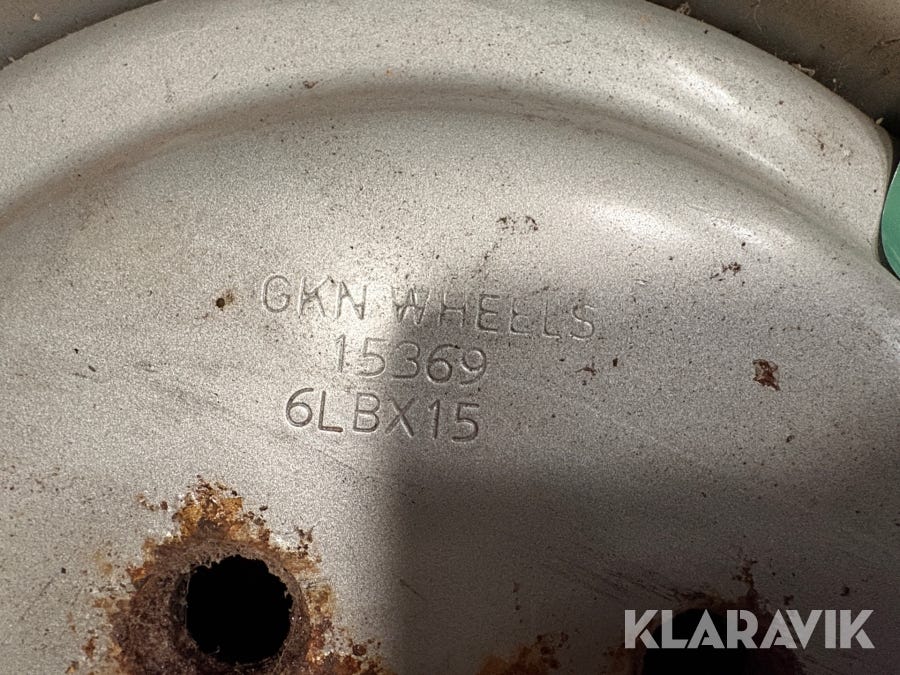 GKN WHEELS
15369
6LBX15
KLARAVIK